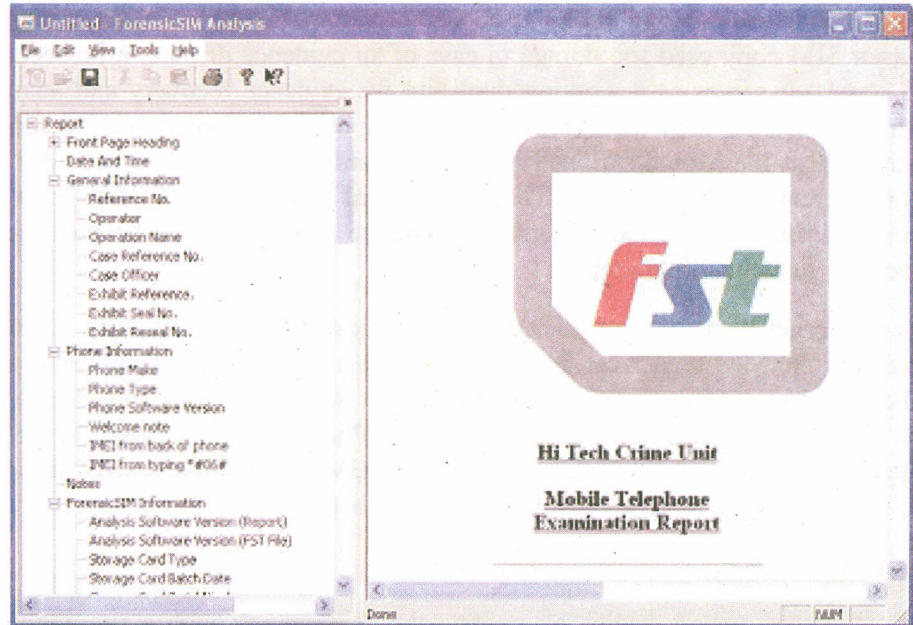 Untitled - ForensicSIM Analysis
File Edit View Tools Help
Report
Front Page Heading
Date And Time
General Information
Reference No.
Operator
Operation Name
Case Reference No.
Case Officer
Exhibit Reference.
Exhibit Seal No.
Exhibit Reseal No.
Phone Information
Phone Make
Phone Type
Phone Software Version
Welcome note
IMEI from back of phone
IMEI from typing *#06#
Notes
ForensicSIM Information
Analysis Software Version (Report)
Analysis Software Version (FST File)
Storage Card Type
Storage Card Batch Date
fst
Hi Tech Crime Unit
Mobile Telephone
Examination Report
Done
NUM